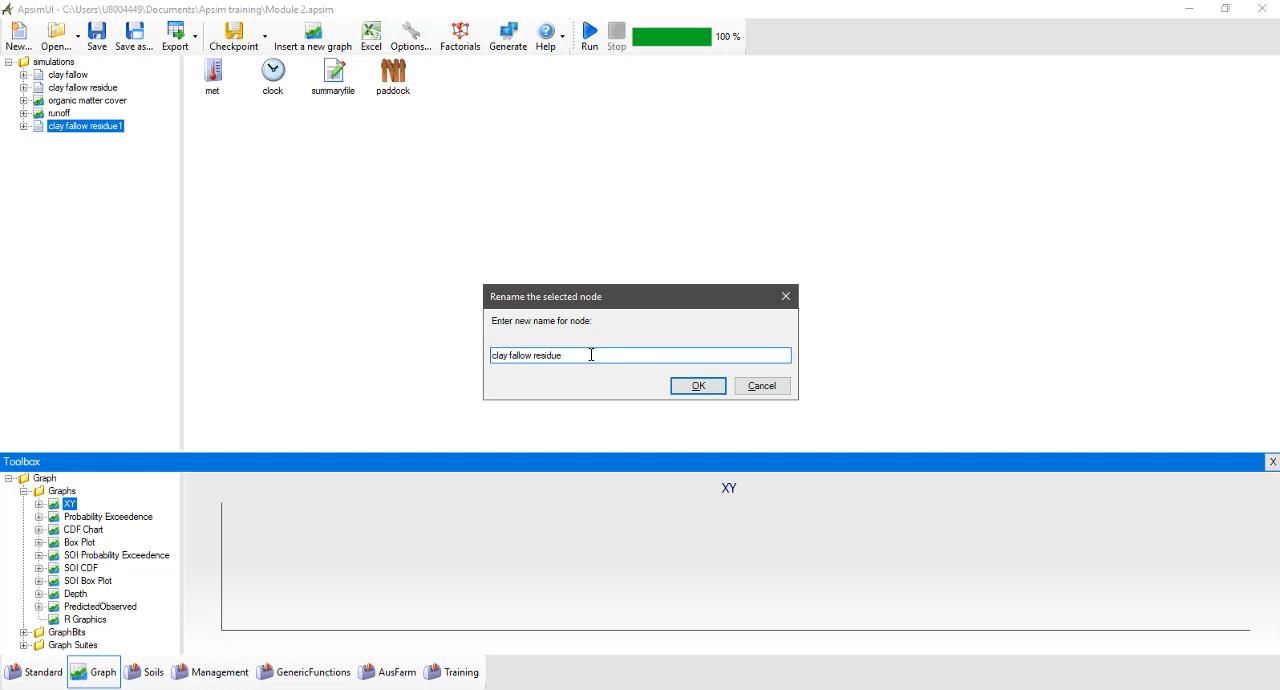 ApsimUI - C:\Users\U8004449\Documents\Apsim training\Module 2.apsim
New... Open... Save Save as... Export Checkpoint Insert a new graph Excel Options... Factorials Generate Help Run Stop 100 %
simulations
clay fallow
clay fallow residue
organic matter cover
runoff
clay fallow residue1
met clock summaryfile paddock
Rename the selected node
Enter new name for node:
clay fallow residue
OK Cancel
Toolbox X
Graph
Graphs
XY
Probability Exceedence
CDF Chart
Box Plot
SOI Probability Exceedence
SOI CDF
SOI Box Plot
Depth
PredictedObserved
R Graphics
GraphBits
Graph Suites
XY
Standard Graph Soils Management GenericFunctions AusFarm Training